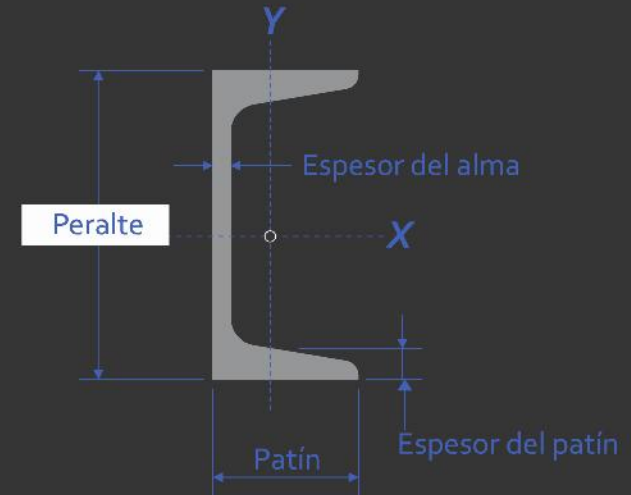 Y
Espesor del alma
Peralte
X
Espesor del patín
Patín